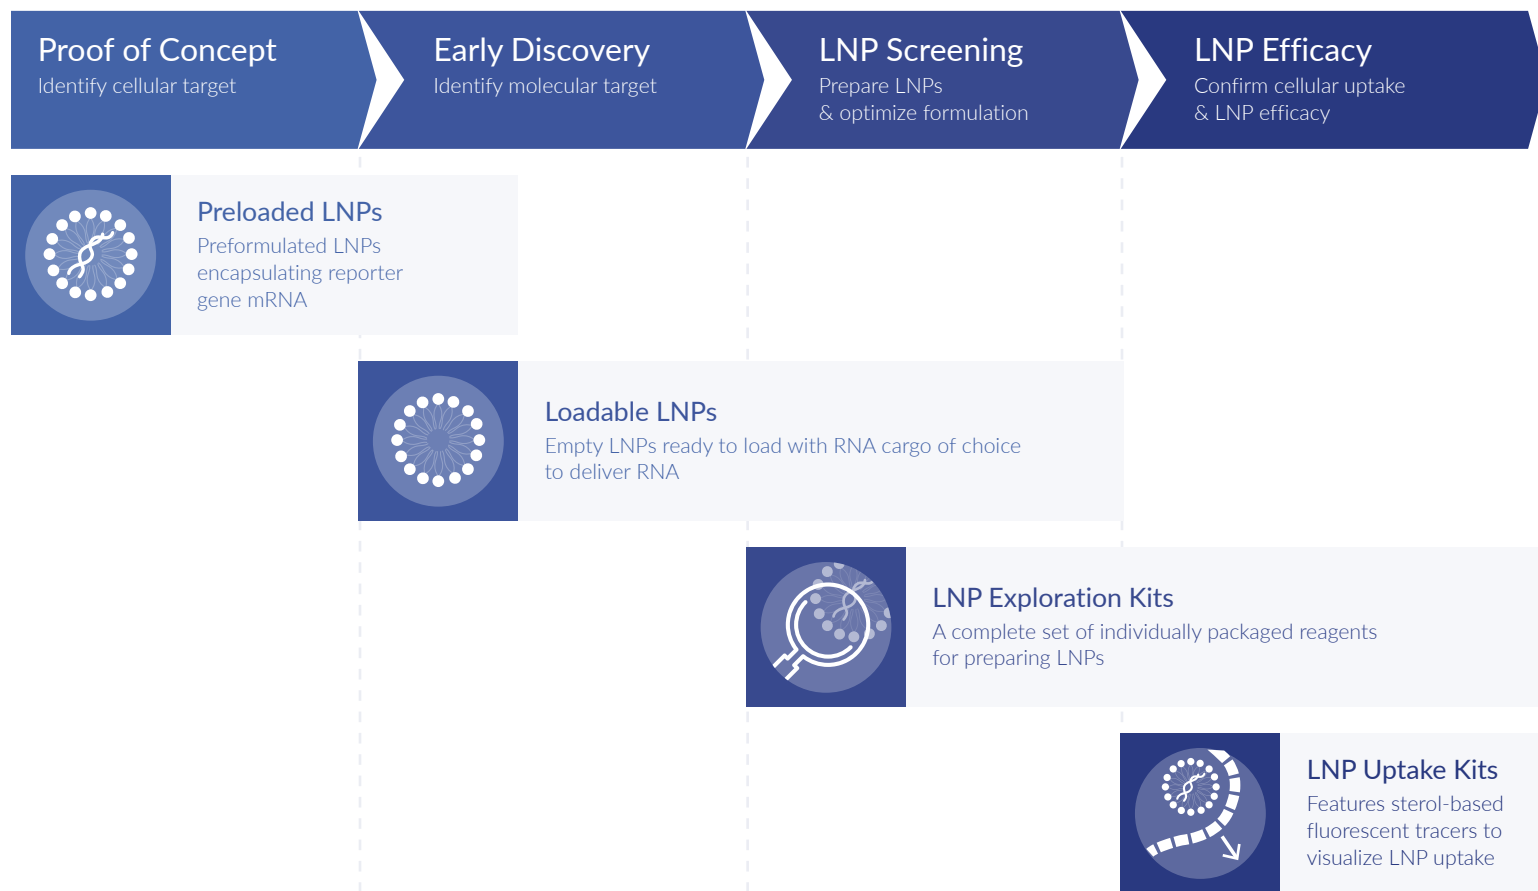 Proof of Concept
Identify cellular target
Early Discovery
Identify molecular target
LNP Screening
Prepare LNPs
& optimize formulation
LNP Efficacy
Confirm cellular uptake
& LNP efficacy
Preloaded LNPs
Preformulated LNPs
encapsulating reporter
gene mRNA
Loadable LNPs
Empty LNPs ready to load with RNA cargo of choice
to deliver RNA
LNP Exploration Kits
A complete set of individually packaged reagents
for preparing LNPs
LNP Uptake Kits
Features sterol-based
fluorescent tracers to
visualize LNP uptake